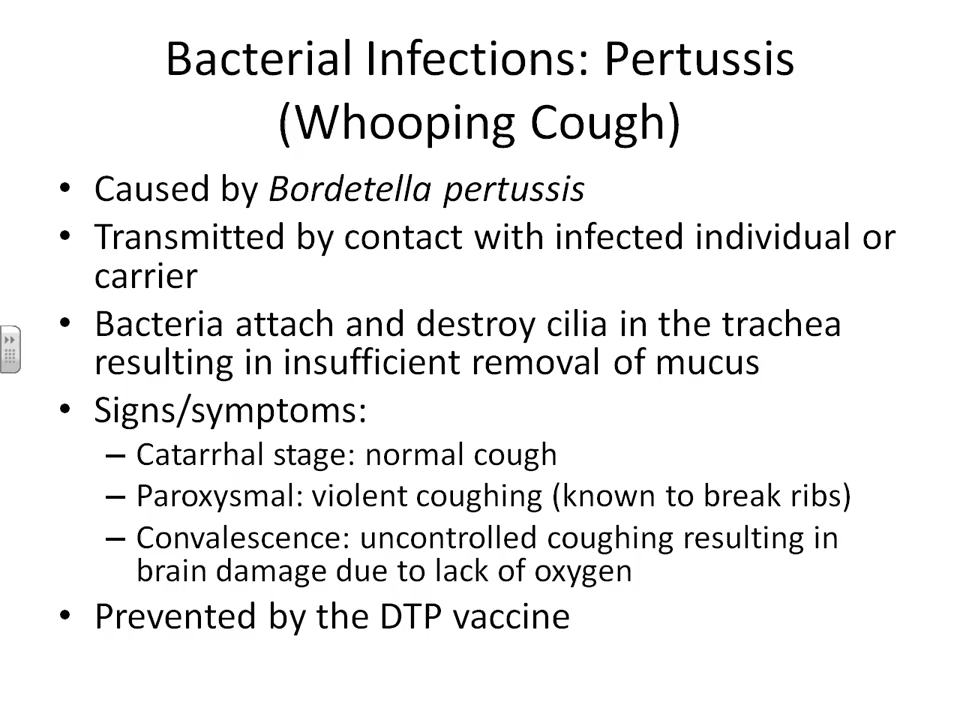 Bacterial Infections: Pertussis
(Whooping Cough)
• Caused by Bordetella pertussis
• Transmitted by contact with infected individual or
carrier
• Bacteria attach and destroy cilia in the trachea
resulting in insufficient removal of mucus
• Signs/symptoms:
– Catarrhal stage: normal cough
– Paroxysmal: violent coughing (known to break ribs)
– Convalescence: uncontrolled coughing resulting in
brain damage due to lack of oxygen
• Prevented by the DTP vaccine